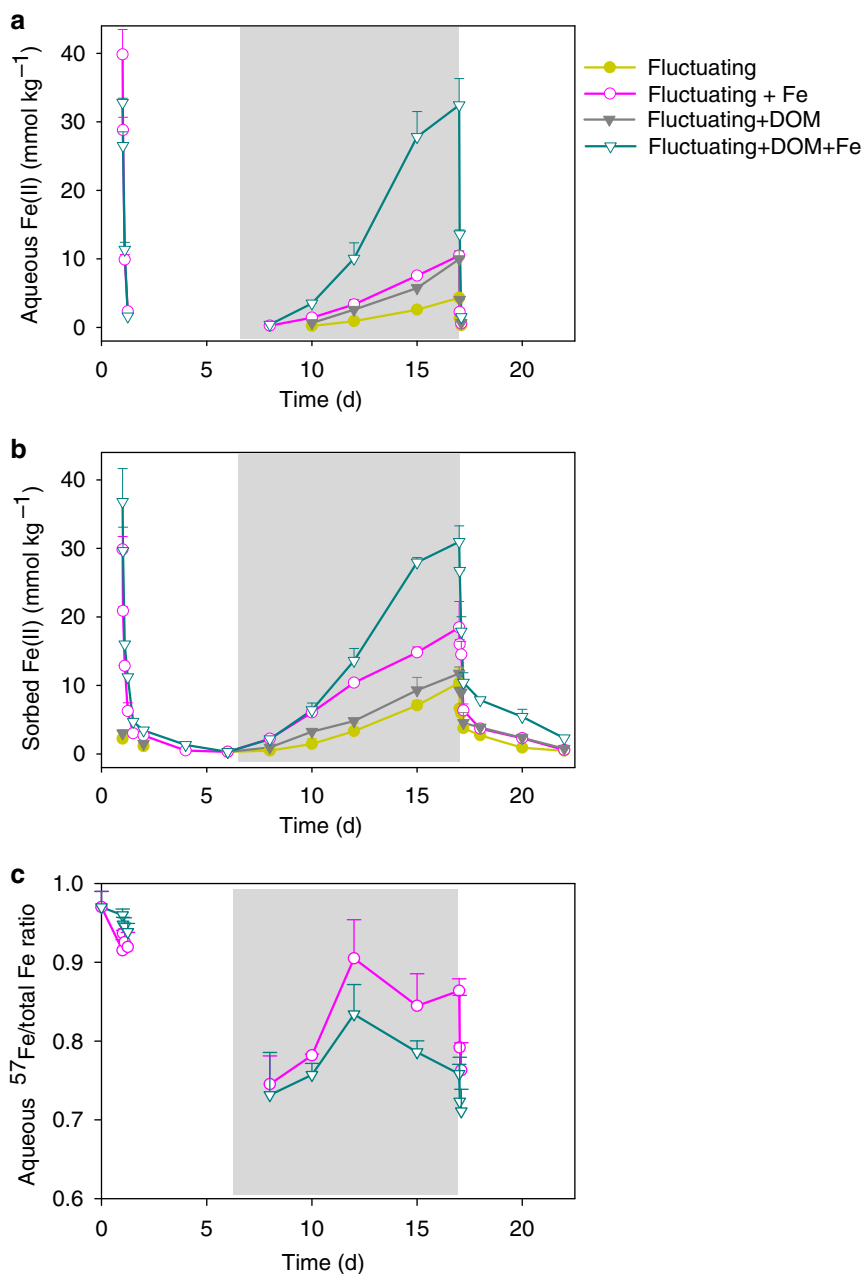 a
Aqueous Fe(II) (mmol kg⁻¹)
40
30
20
10
0
0 5 10 15 20
Time (d)
Fluctuating
Fluctuating + Fe
Fluctuating+DOM
Fluctuating+DOM+Fe
b
Sorbed Fe(II) (mmol kg⁻¹)
40
30
20
10
0
0 5 10 15 20
Time (d)
c
Aqueous ⁵⁷Fe/total Fe ratio
1.0
0.9
0.8
0.7
0.6
0 5 10 15 20
Time (d)